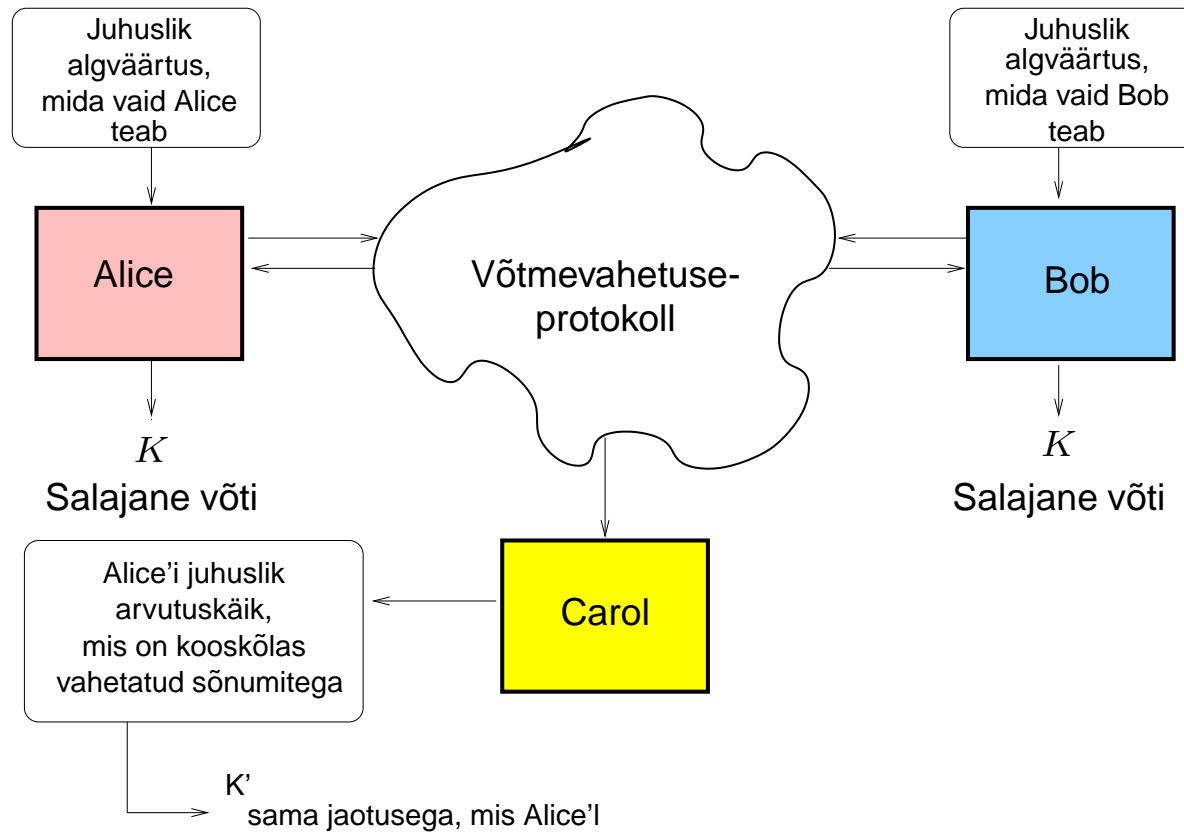 Juhuslik
algväärtus,
mida vaid Alice
teab
Juhuslik
algväärtus,
mida vaid Bob
teab
Alice
Võtmevahetuse-
protokoll
Bob
K
Salajane võti
K
Salajane võti
Alice'i juhuslik
arvutuskäik,
mis on kooskõlas
vahetatud sõnumitega
Carol
K'
sama jaotusega, mis Alice'l